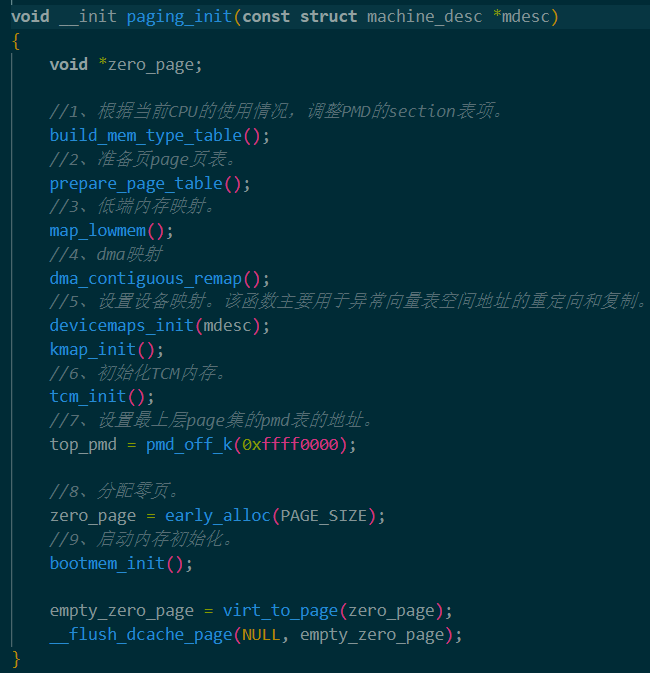 void __init paging_init(const struct machine_desc *mdesc)
{
    void *zero_page;

    //1、根据当前CPU的使用情况，调整PMD的section表项。
    build_mem_type_table();
    //2、准备页page页表。
    prepare_page_table();
    //3、低端内存映射。
    map_lowmem();
    //4、dma映射
    dma_contiguous_remap();
    //5、设置设备映射。该函数主要用于异常向量表空间地址的重定向和复制。
    devicemaps_init(mdesc);
    kmap_init();
    //6、初始化TCM内存。
    tcm_init();
    //7、设置最上层page集的pmd表的地址。
    top_pmd = pmd_off_k(0xffff0000);

    //8、分配零页。
    zero_page = early_alloc(PAGE_SIZE);
    //9、启动内存初始化。
    bootmem_init();

    empty_zero_page = virt_to_page(zero_page);
    __flush_dcache_page(NULL, empty_zero_page);
}